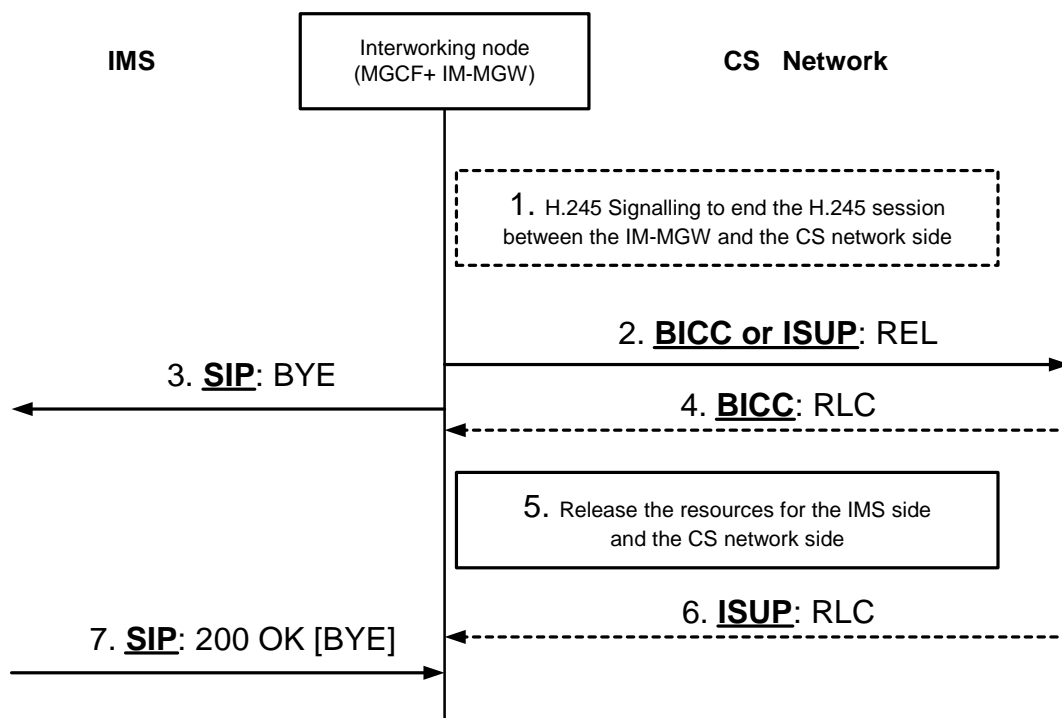 IMS
Interworking node
(MGCF+ IM-MGW)
CS Network
1. H.245 Signalling to end the H.245 session
between the IM-MGW and the CS network side
2. BICC or ISUP: REL
3. SIP: BYE
4. BICC: RLC
5. Release the resources for the IMS side
and the CS network side
6. ISUP: RLC
7. SIP: 200 OK [BYE]